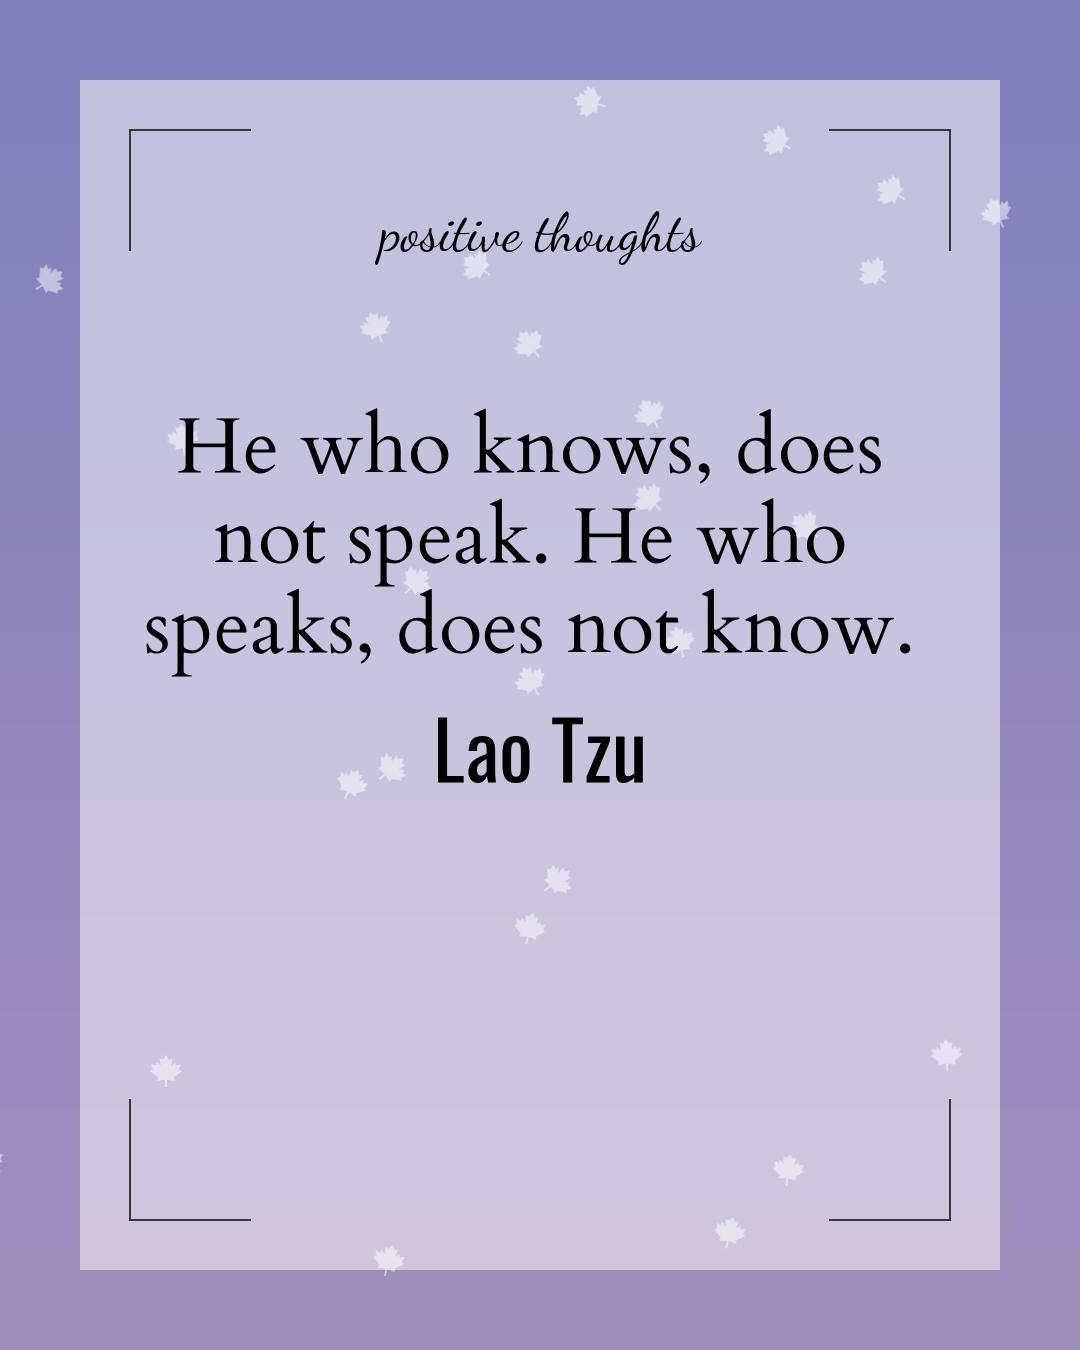 positive thoughts
He who knows, does
not speak. He who
speaks, does not know.
Lao Tzu